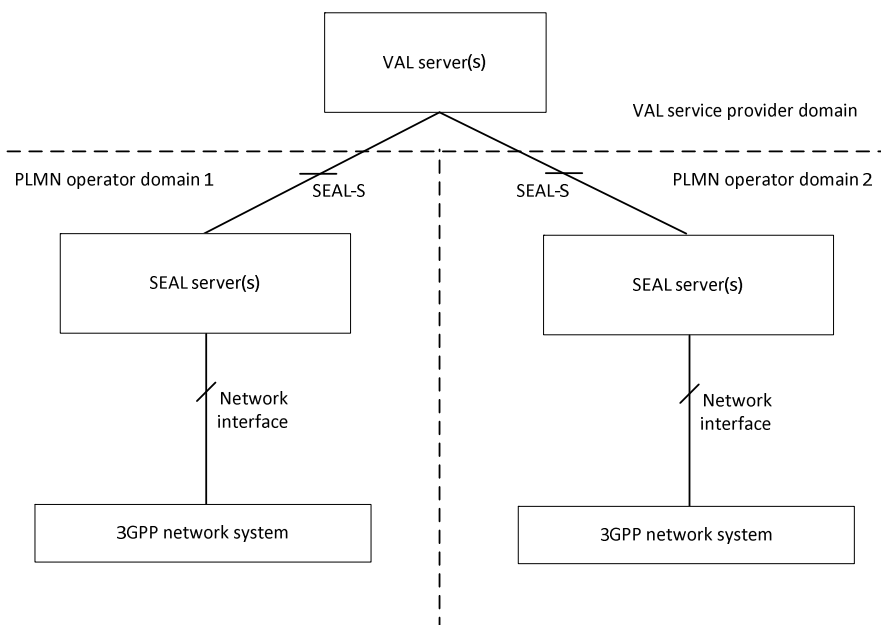 VAL server(s)
VAL service provider domain
PLMN operator domain 1
PLMN operator domain 2
SEAL-S
SEAL-S
SEAL server(s)
SEAL server(s)
Network
interface
Network
interface
3GPP network system
3GPP network system